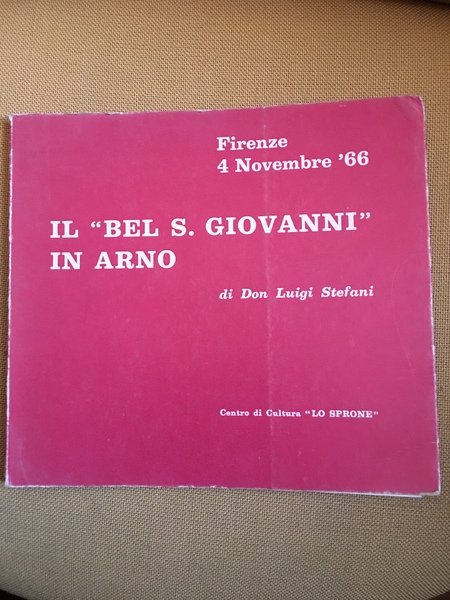 Firenze
4 Novembre '66
IL "BEL S. GIOVANNI"
IN ARNO
di Don Luigi Stefani
Centro di Cultura "LO SPRONE"